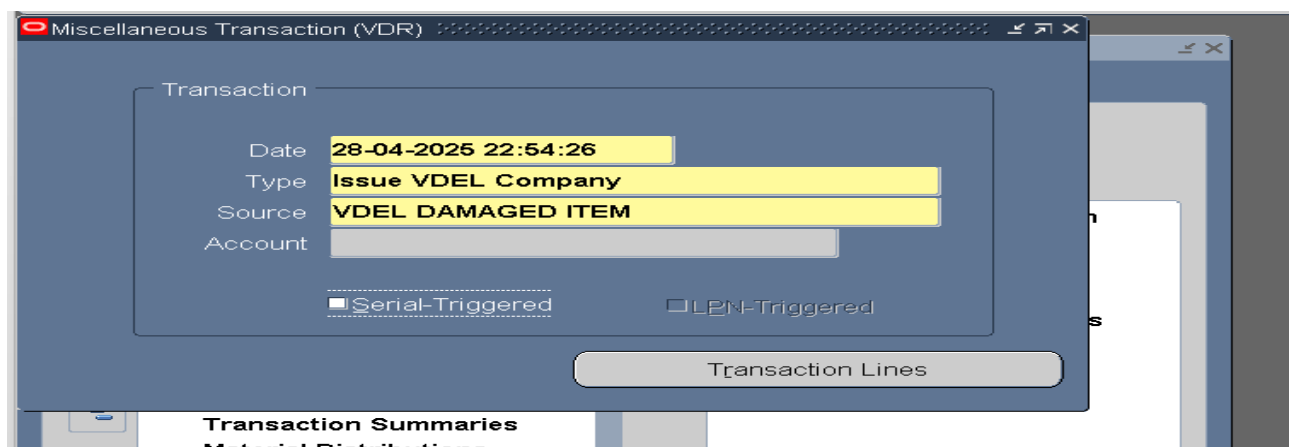 Miscellaneous Transaction (VDR)
Transaction
Date 28-04-2025 22:54:26
Type Issue VDEL Company
Source VDEL DAMAGED ITEM
Account
Serial-Triggered LPN-Triggered
Transaction Lines
Transaction Summaries